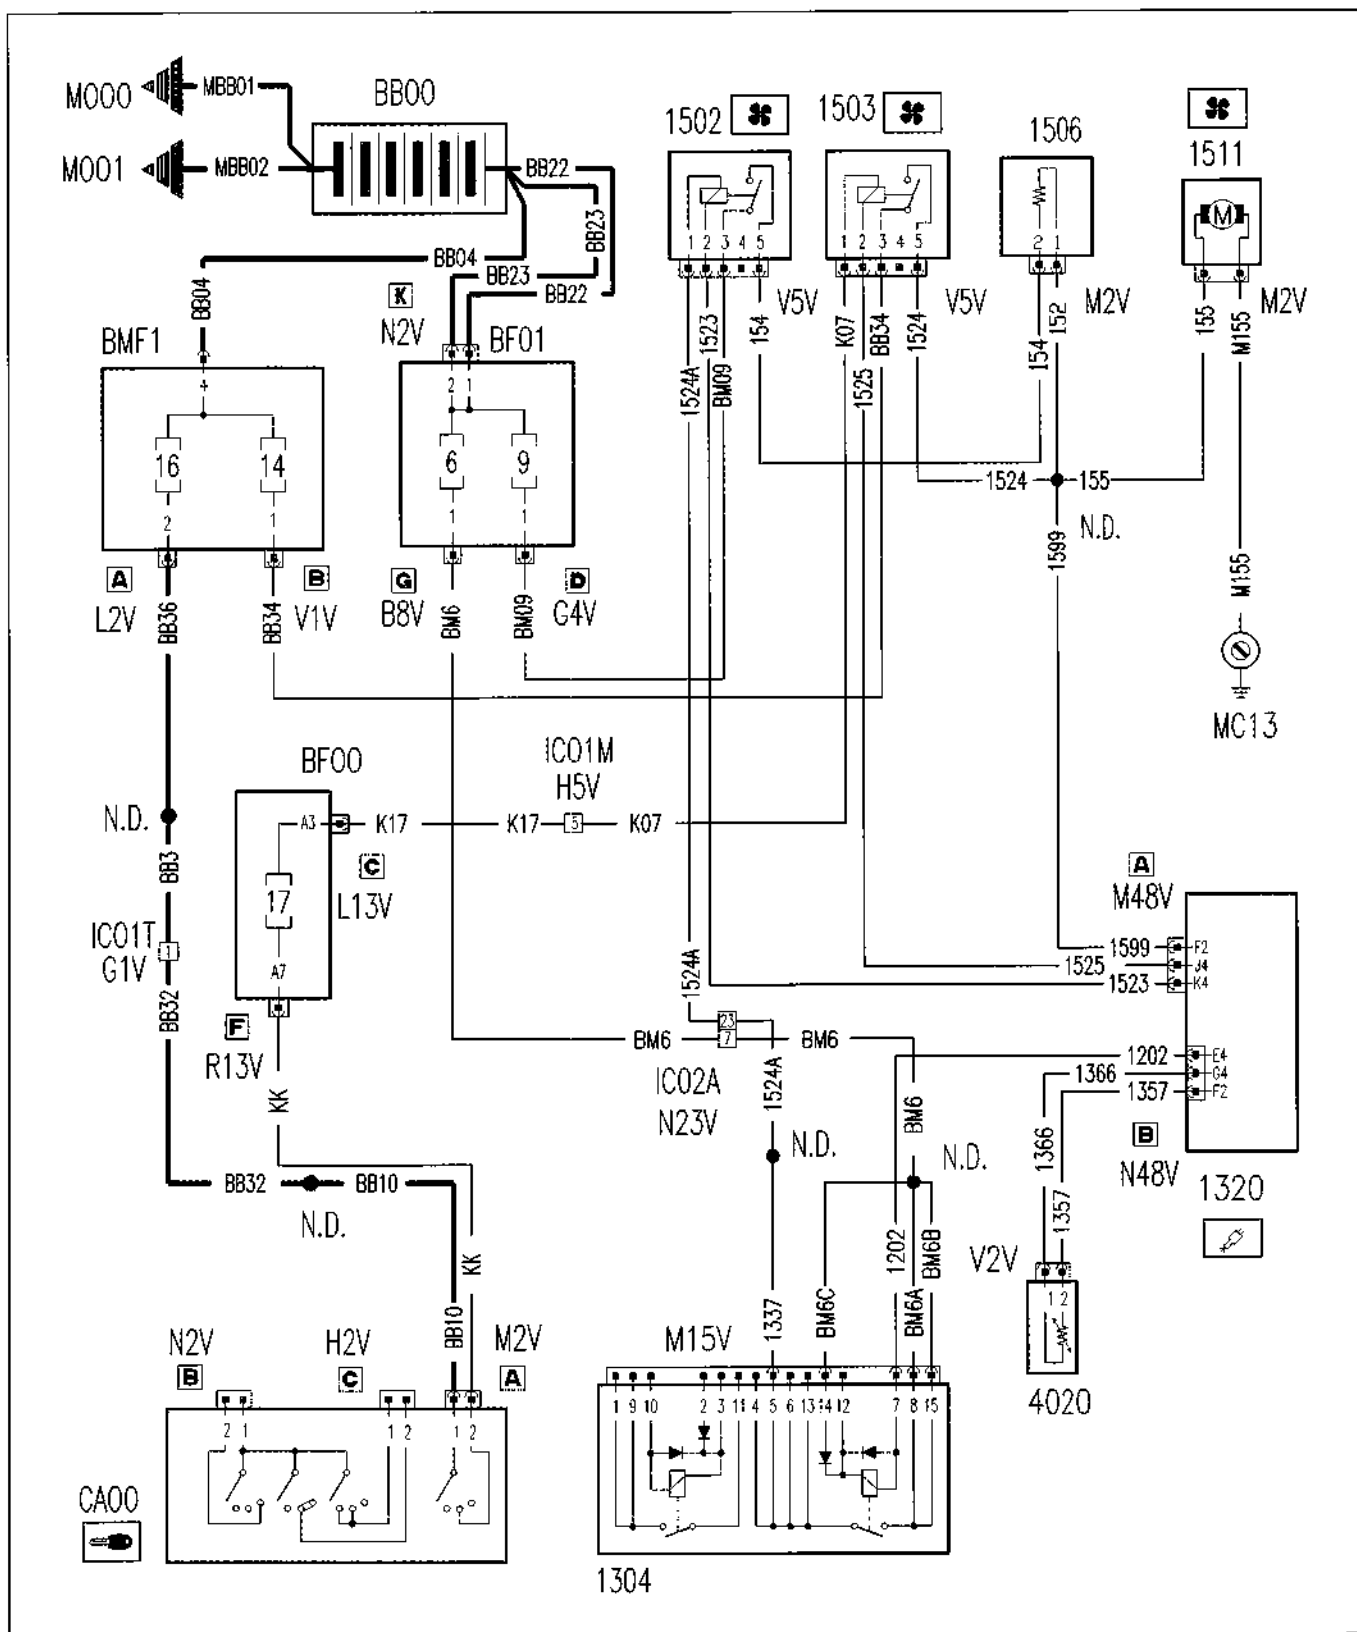 M000
MBB01
BB00
M001
MBB02
BB22
BB23
BB04
BB23
BB22
BB04
K
N2V
BMF1
BF01
4
2 1
16
14
6
9
2
1
1
1
A
L2V
BB36
BB34
B
V1V
G
B8V
BM6
BM09
D
G4V
1502
1503
1506
1511
M
1 2 3 4 5
1 2 3 4 5
2 1
V5V
V5V
M2V
M2V
1524A
1523
BM09
154
K07
1525
BB34
1524
154
152
155
M155
1524
155
N.D.
1599
M155
MC13
BF00
IC01M
H5V
N.D.
A3
K17
K17
5
K07
BB3
C
L13V
17
IC01T
G1V
1
A7
BB32
F
R13V
KK
A
M48V
1599
F2
1525
J4
1523
K4
1524A
23
BM6
7
BM6
IC02A
N23V
1524A
BM6
1202
E4
1366
G4
1357
F2
B
N48V
1320
1366
1357
N.D.
N.D.
BB32
BB10
N.D.
KK
BB10
1337
BM6C
1202
BM6A
BM6B
V2V
1 2
4020
N2V
B
H2V
C
M2V
A
2 1
1 2
1 2
CA00
M15V
1 9 10 2 3 11 4 5 6 13 14 12 7 8 15
1304